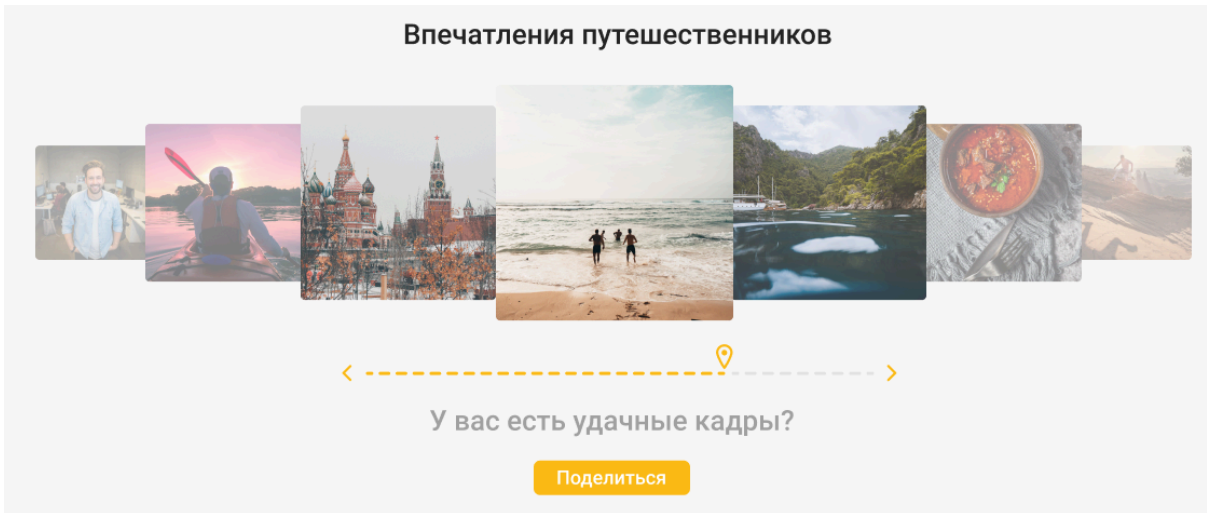 Впечатления путешественников
У вас есть удачные кадры?
Поделиться